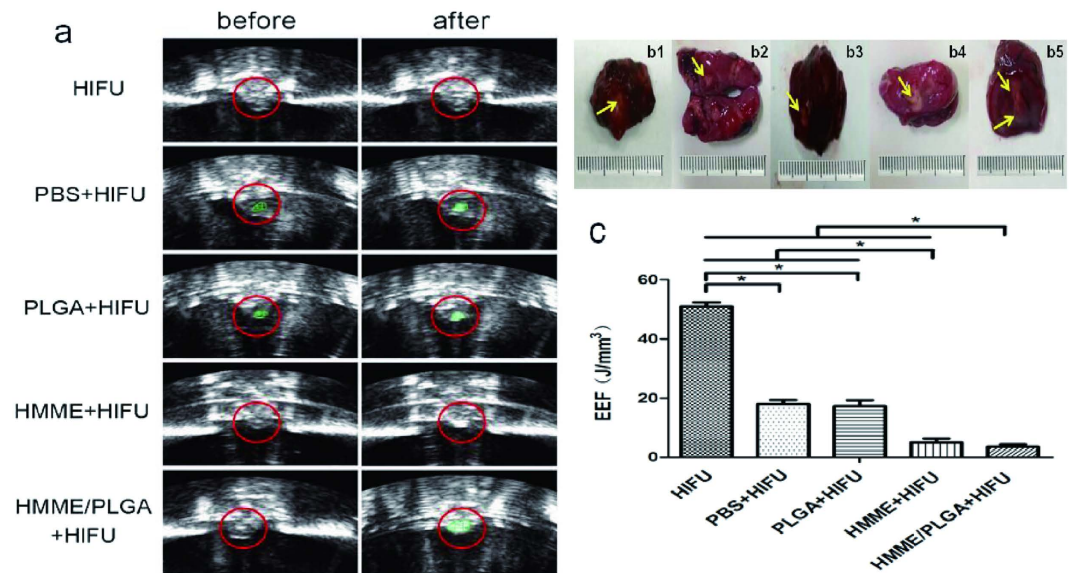 a
before
after
HIFU
PBS+HIFU
PLGA+HIFU
HMME+HIFU
HMME/PLGA
+HIFU
b1
b2
b3
b4
b5
C
*
*
*
*
EEF (J/mm³)
60
40
20
0
HIFU
PBS+HIFU
PLGA+HIFU
HMME+HIFU
HMME/PLGA+HIFU